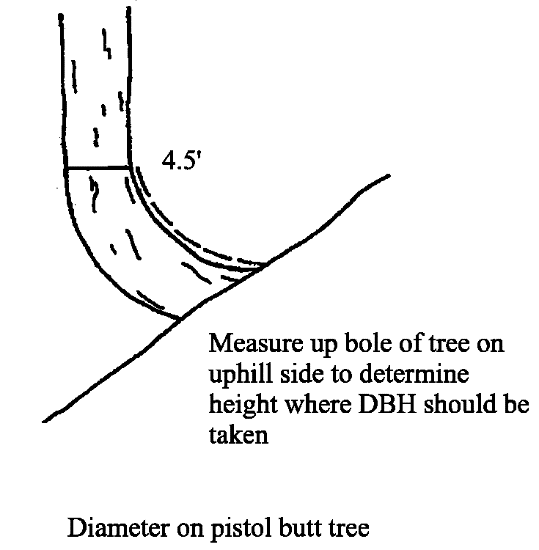 4.5'
Measure up bole of tree on
uphill side to determine
height where DBH should be
taken
Diameter on pistol butt tree